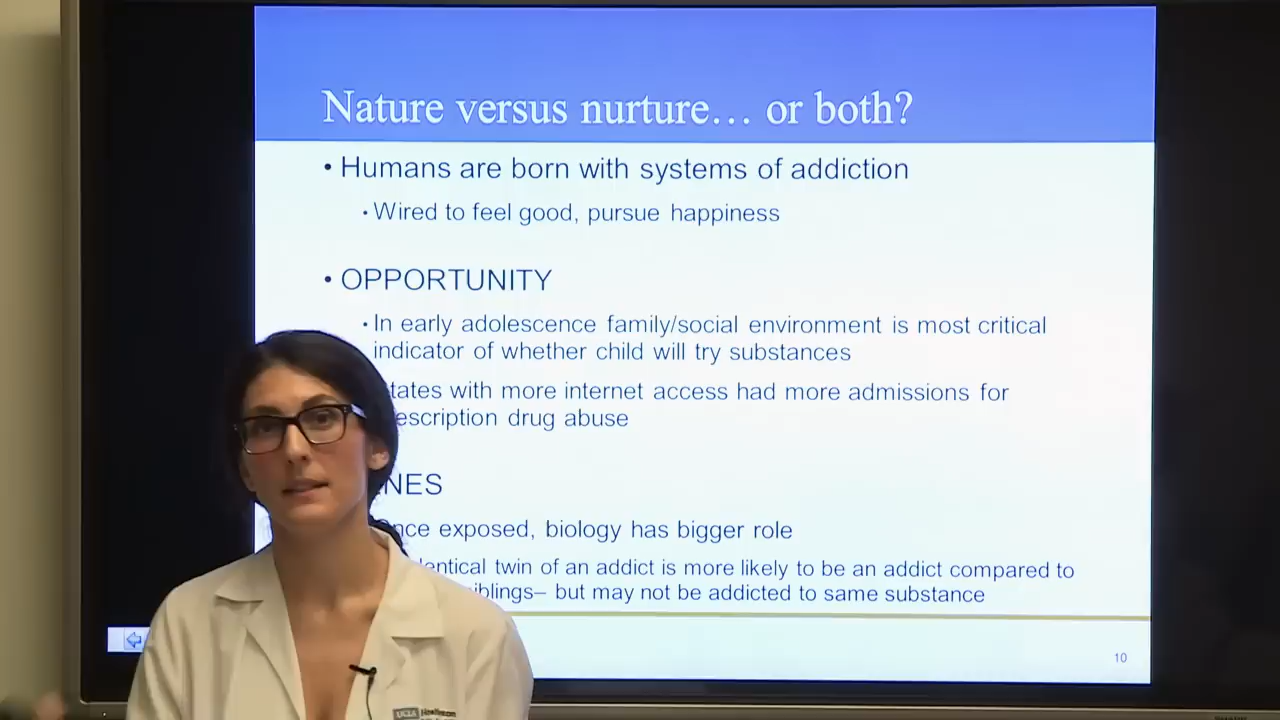 Nature versus nurture… or both?
• Humans are born with systems of addiction
• Wired to feel good, pursue happiness
• OPPORTUNITY
• In early adolescence family/social environment is most critical
indicator of whether child will try substances
tates with more internet access had more admissions for
escription drug abuse
NES
nce exposed, biology has bigger role
entical twin of an addict is more likely to be an addict compared to
iblings– but may not be addicted to same substance
10
UCLA